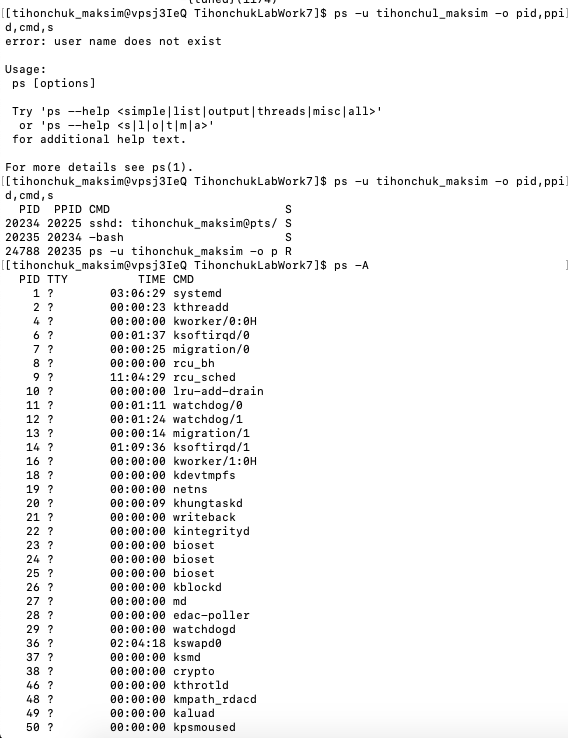 [[tihonchuk_maksim@vpsj3IeQ TihonchukLabWork7]$ ps -u tihonchul_maksim -o pid,ppi]
d,cmd,s
error: user name does not exist

Usage:
 ps [options]

 Try 'ps --help <simple|list|output|threads|misc|all>'
  or 'ps --help <s|l|o|t|m|a>'
 for additional help text.

For more details see ps(1).
[[tihonchuk_maksim@vpsj3IeQ TihonchukLabWork7]$ ps -u tihonchuk_maksim -o pid,ppi]
d,cmd,s
  PID  PPID CMD                         S
20234 20225 sshd: tihonchuk_maksim@pts/ S
20235 20234 -bash                       S
24788 20235 ps -u tihonchuk_maksim -o p R
[[tihonchuk_maksim@vpsj3IeQ TihonchukLabWork7]$ ps -A ]
  PID TTY          TIME CMD
    1 ?        03:06:29 systemd
    2 ?        00:00:23 kthreadd
    4 ?        00:00:00 kworker/0:0H
    6 ?        00:01:37 ksoftirqd/0
    7 ?        00:00:25 migration/0
    8 ?        00:00:00 rcu_bh
    9 ?        11:04:29 rcu_sched
   10 ?        00:00:00 lru-add-drain
   11 ?        00:01:11 watchdog/0
   12 ?        00:01:24 watchdog/1
   13 ?        00:00:14 migration/1
   14 ?        01:09:36 ksoftirqd/1
   16 ?        00:00:00 kworker/1:0H
   18 ?        00:00:00 kdevtmpfs
   19 ?        00:00:00 netns
   20 ?        00:00:09 khungtaskd
   21 ?        00:00:00 writeback
   22 ?        00:00:00 kintegrityd
   23 ?        00:00:00 bioset
   24 ?        00:00:00 bioset
   25 ?        00:00:00 bioset
   26 ?        00:00:00 kblockd
   27 ?        00:00:00 md
   28 ?        00:00:00 edac-poller
   29 ?        00:00:00 watchdogd
   36 ?        02:04:18 kswapd0
   37 ?        00:00:00 ksmd
   38 ?        00:00:00 crypto
   46 ?        00:00:00 kthrotld
   48 ?        00:00:00 kmpath_rdacd
   49 ?        00:00:00 kaluad
   50 ?        00:00:00 kpsmoused